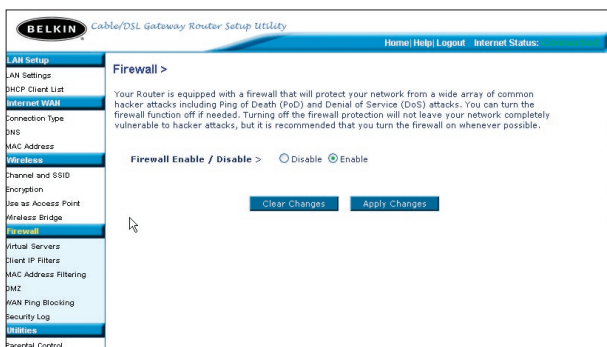 BELKIN Cable/DSL Gateway Router Setup Utility
Home| Help| Logout Internet Status:
LAN Setup
LAN Settings
DHCP Client List
Internet WAN
Connection Type
DNS
MAC Address
Wireless
Channel and SSID
Encryption
Use as Access Point
Wireless Bridge
Firewall
Virtual Servers
Client IP Filters
MAC Address Filtering
DMZ
WAN Ping Blocking
Security Log
Utilities
Parental Control
Firewall >
Your Router is equipped with a firewall that will protect your network from a wide array of common
hacker attacks including Ping of Death (PoD) and Denial of Service (DoS) attacks. You can turn the
firewall function off if needed. Turning off the firewall protection will not leave your network completely
vulnerable to hacker attacks, but it is recommended that you turn the firewall on whenever possible.
Firewall Enable / Disable > Disable Enable
Clear Changes Apply Changes